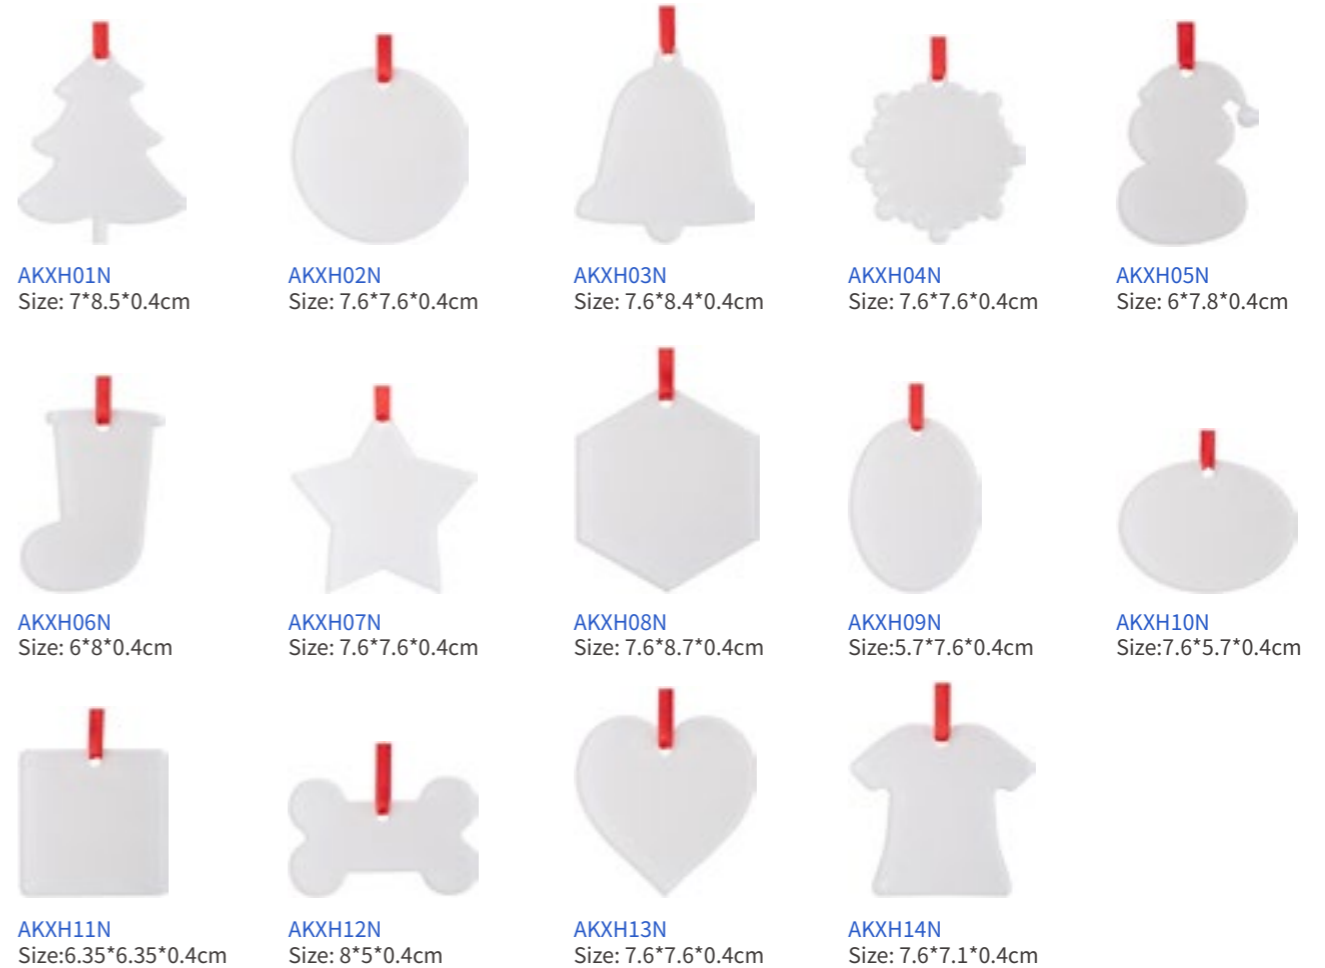 AKXH01N
Size: 7*8.5*0.4cm
AKXH02N
Size: 7.6*7.6*0.4cm
AKXH03N
Size: 7.6*8.4*0.4cm
AKXH04N
Size: 7.6*7.6*0.4cm
AKXH05N
Size: 6*7.8*0.4cm
AKXH06N
Size: 6*8*0.4cm
AKXH07N
Size: 7.6*7.6*0.4cm
AKXH08N
Size: 7.6*8.7*0.4cm
AKXH09N
Size:5.7*7.6*0.4cm
AKXH10N
Size:7.6*5.7*0.4cm
AKXH11N
Size:6.35*6.35*0.4cm
AKXH12N
Size: 8*5*0.4cm
AKXH13N
Size: 7.6*7.6*0.4cm
AKXH14N
Size: 7.6*7.1*0.4cm